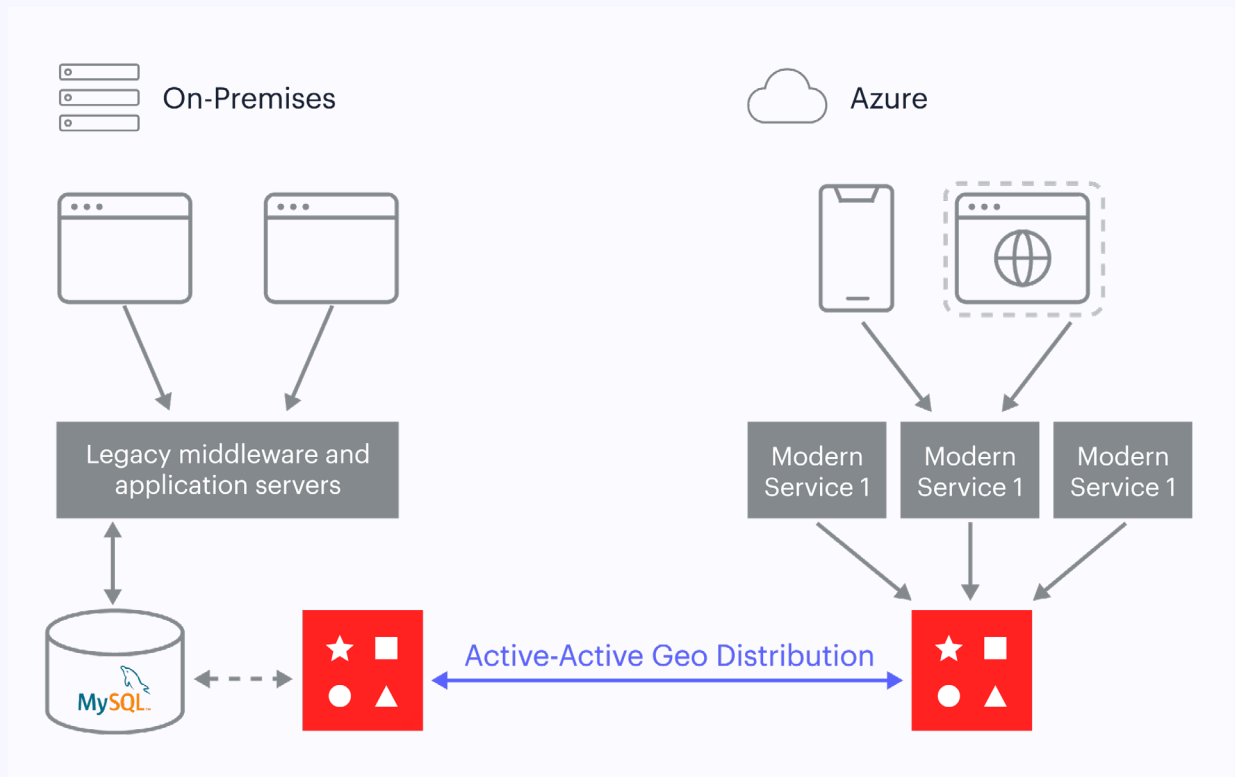 On-Premises
Azure
Legacy middleware and
application servers
Modern
Service 1
Modern
Service 1
Modern
Service 1
Active-Active Geo Distribution
MySQL™